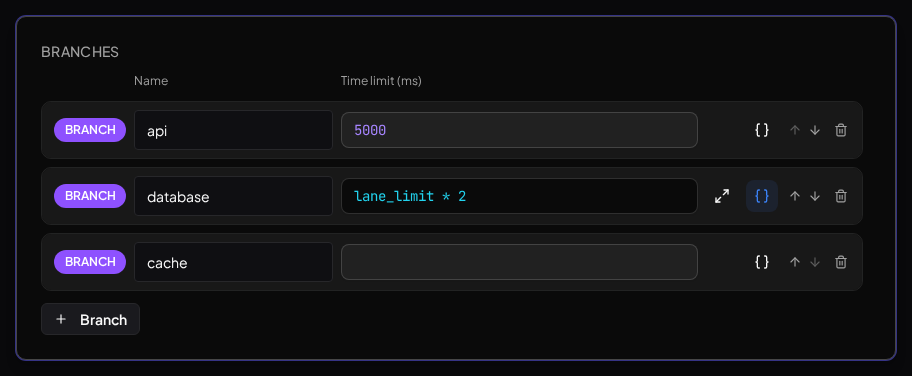 BRANCHES
Name Time limit (ms)
BRANCH api 5000 {}
BRANCH database lane_limit * 2 {}
BRANCH cache {}
+ Branch